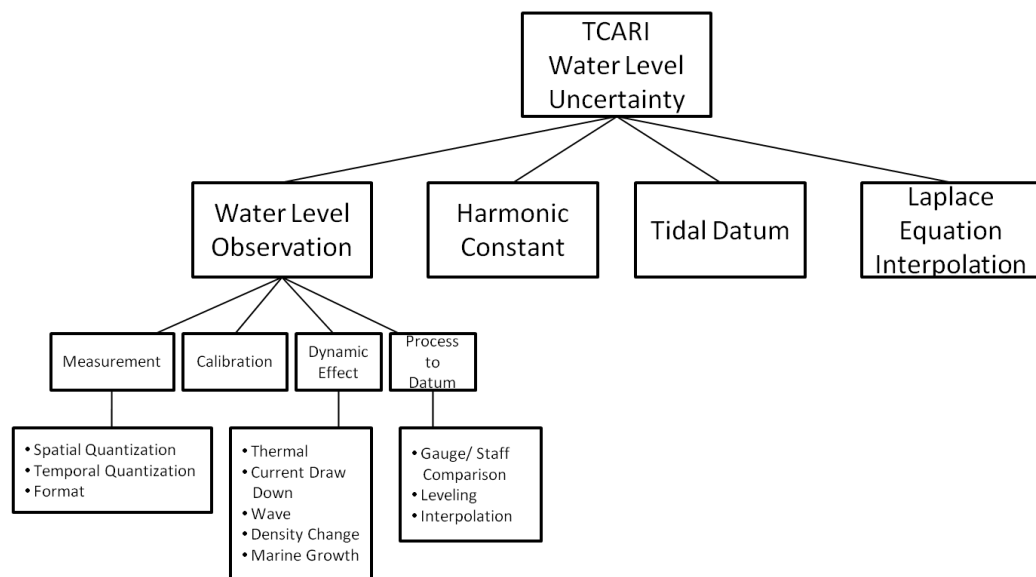 TCARI
Water Level
Uncertainty
Water Level
Observation
Harmonic
Constant
Tidal Datum
Laplace
Equation
Interpolation
Measurement
Calibration
Dynamic
Effect
Process
to
Datum
• Spatial Quantization
• Temporal Quantization
• Format
• Thermal
• Current Draw
Down
• Wave
• Density Change
• Marine Growth
• Gauge/ Staff
Comparison
• Leveling
• Interpolation